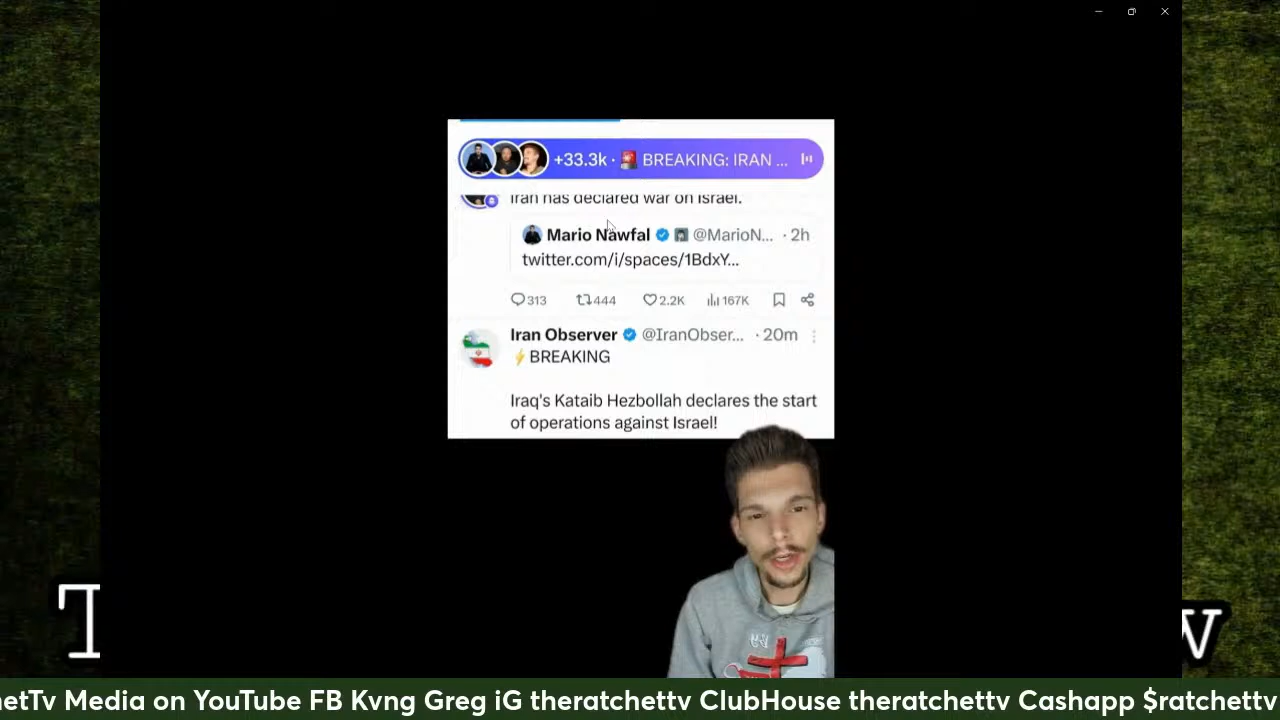 +33.3k · 🚨 BREAKING: IRAN ...
Iran has declared war on Israel.
Mario Nawfal @MarioN... · 2h
twitter.com/i/spaces/1BdxY...
313 444 2.2K 167K
Iran Observer @IranObser... · 20m
⚡BREAKING
Iraq's Kataib Hezbollah declares the start
of operations against Israel!
T
w
hetTv Media on YouTube FB Kvng Greg iG theratchettv ClubHouse theratchettv Cashapp $ratchettv